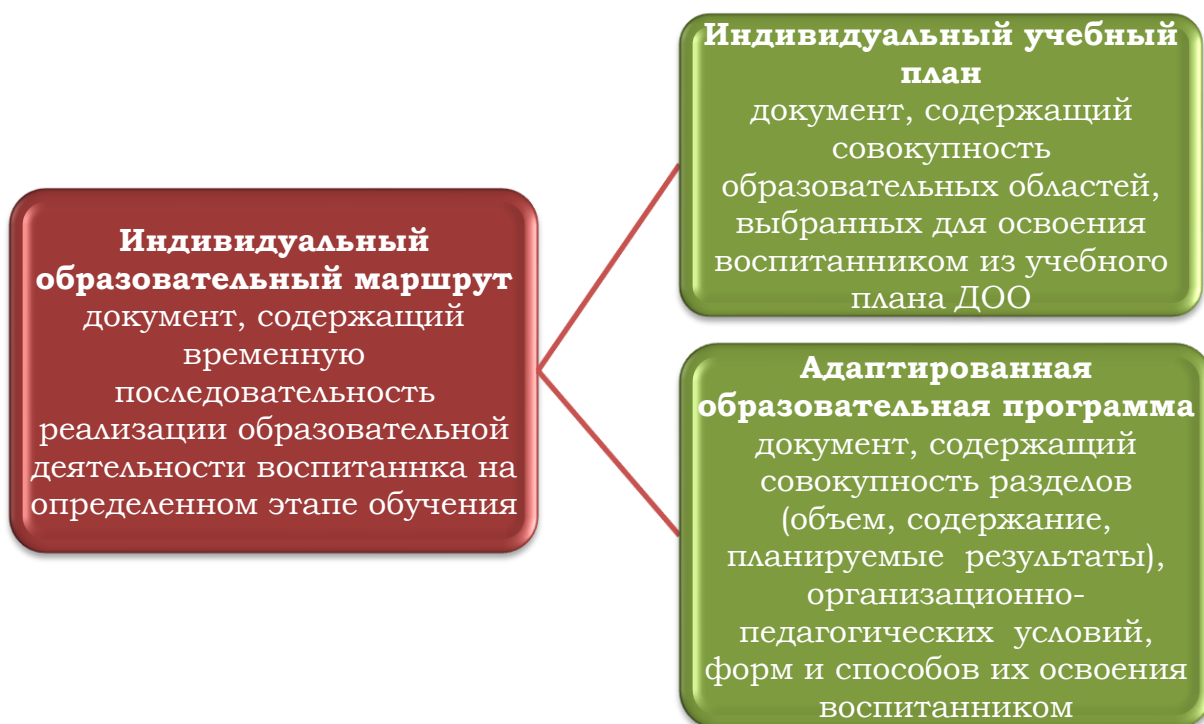 Индивидуальный
образовательный маршрут
документ, содержащий
временную
последовательность
реализации образовательной
деятельности воспитаннка на
определенном этапе обучения
Индивидуальный учебный
план
документ, содержащий
совокупность
образовательных областей,
выбранных для освоения
воспитанником из учебного
плана ДОО
Адаптированная
образовательная программа
документ, содержащий
совокупность разделов
(объем, содержание,
планируемые результаты),
организационно-
педагогических условий,
форм и способов их освоения
воспитанником